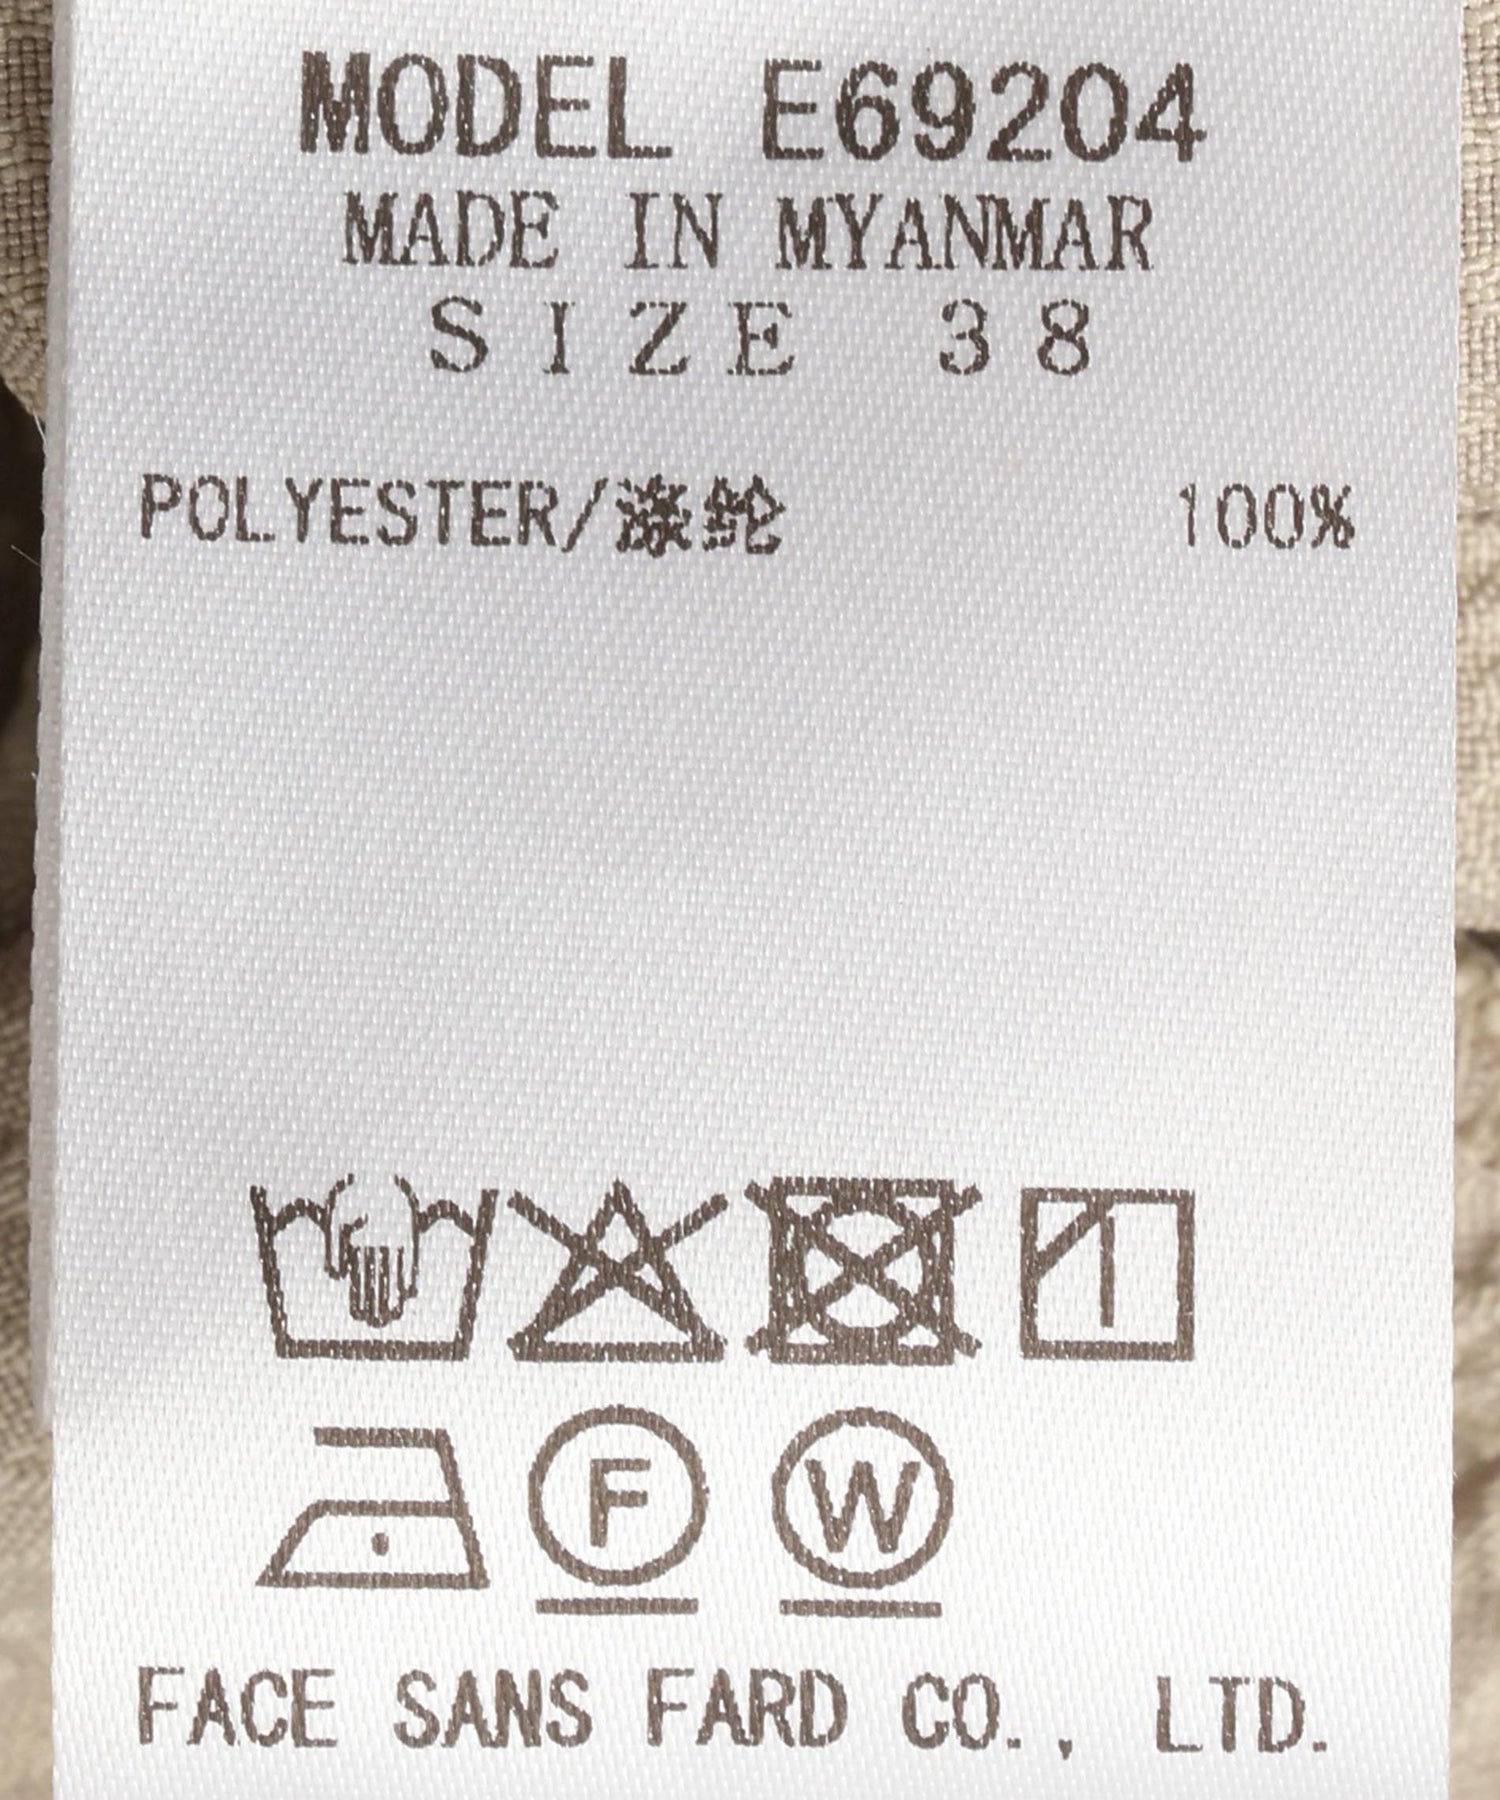 MODEL E69204
MADE IN MYANMAR
SIZE 38
POLYESTER/涤纶 100%
F W
FACE SANS FARD CO., LTD.